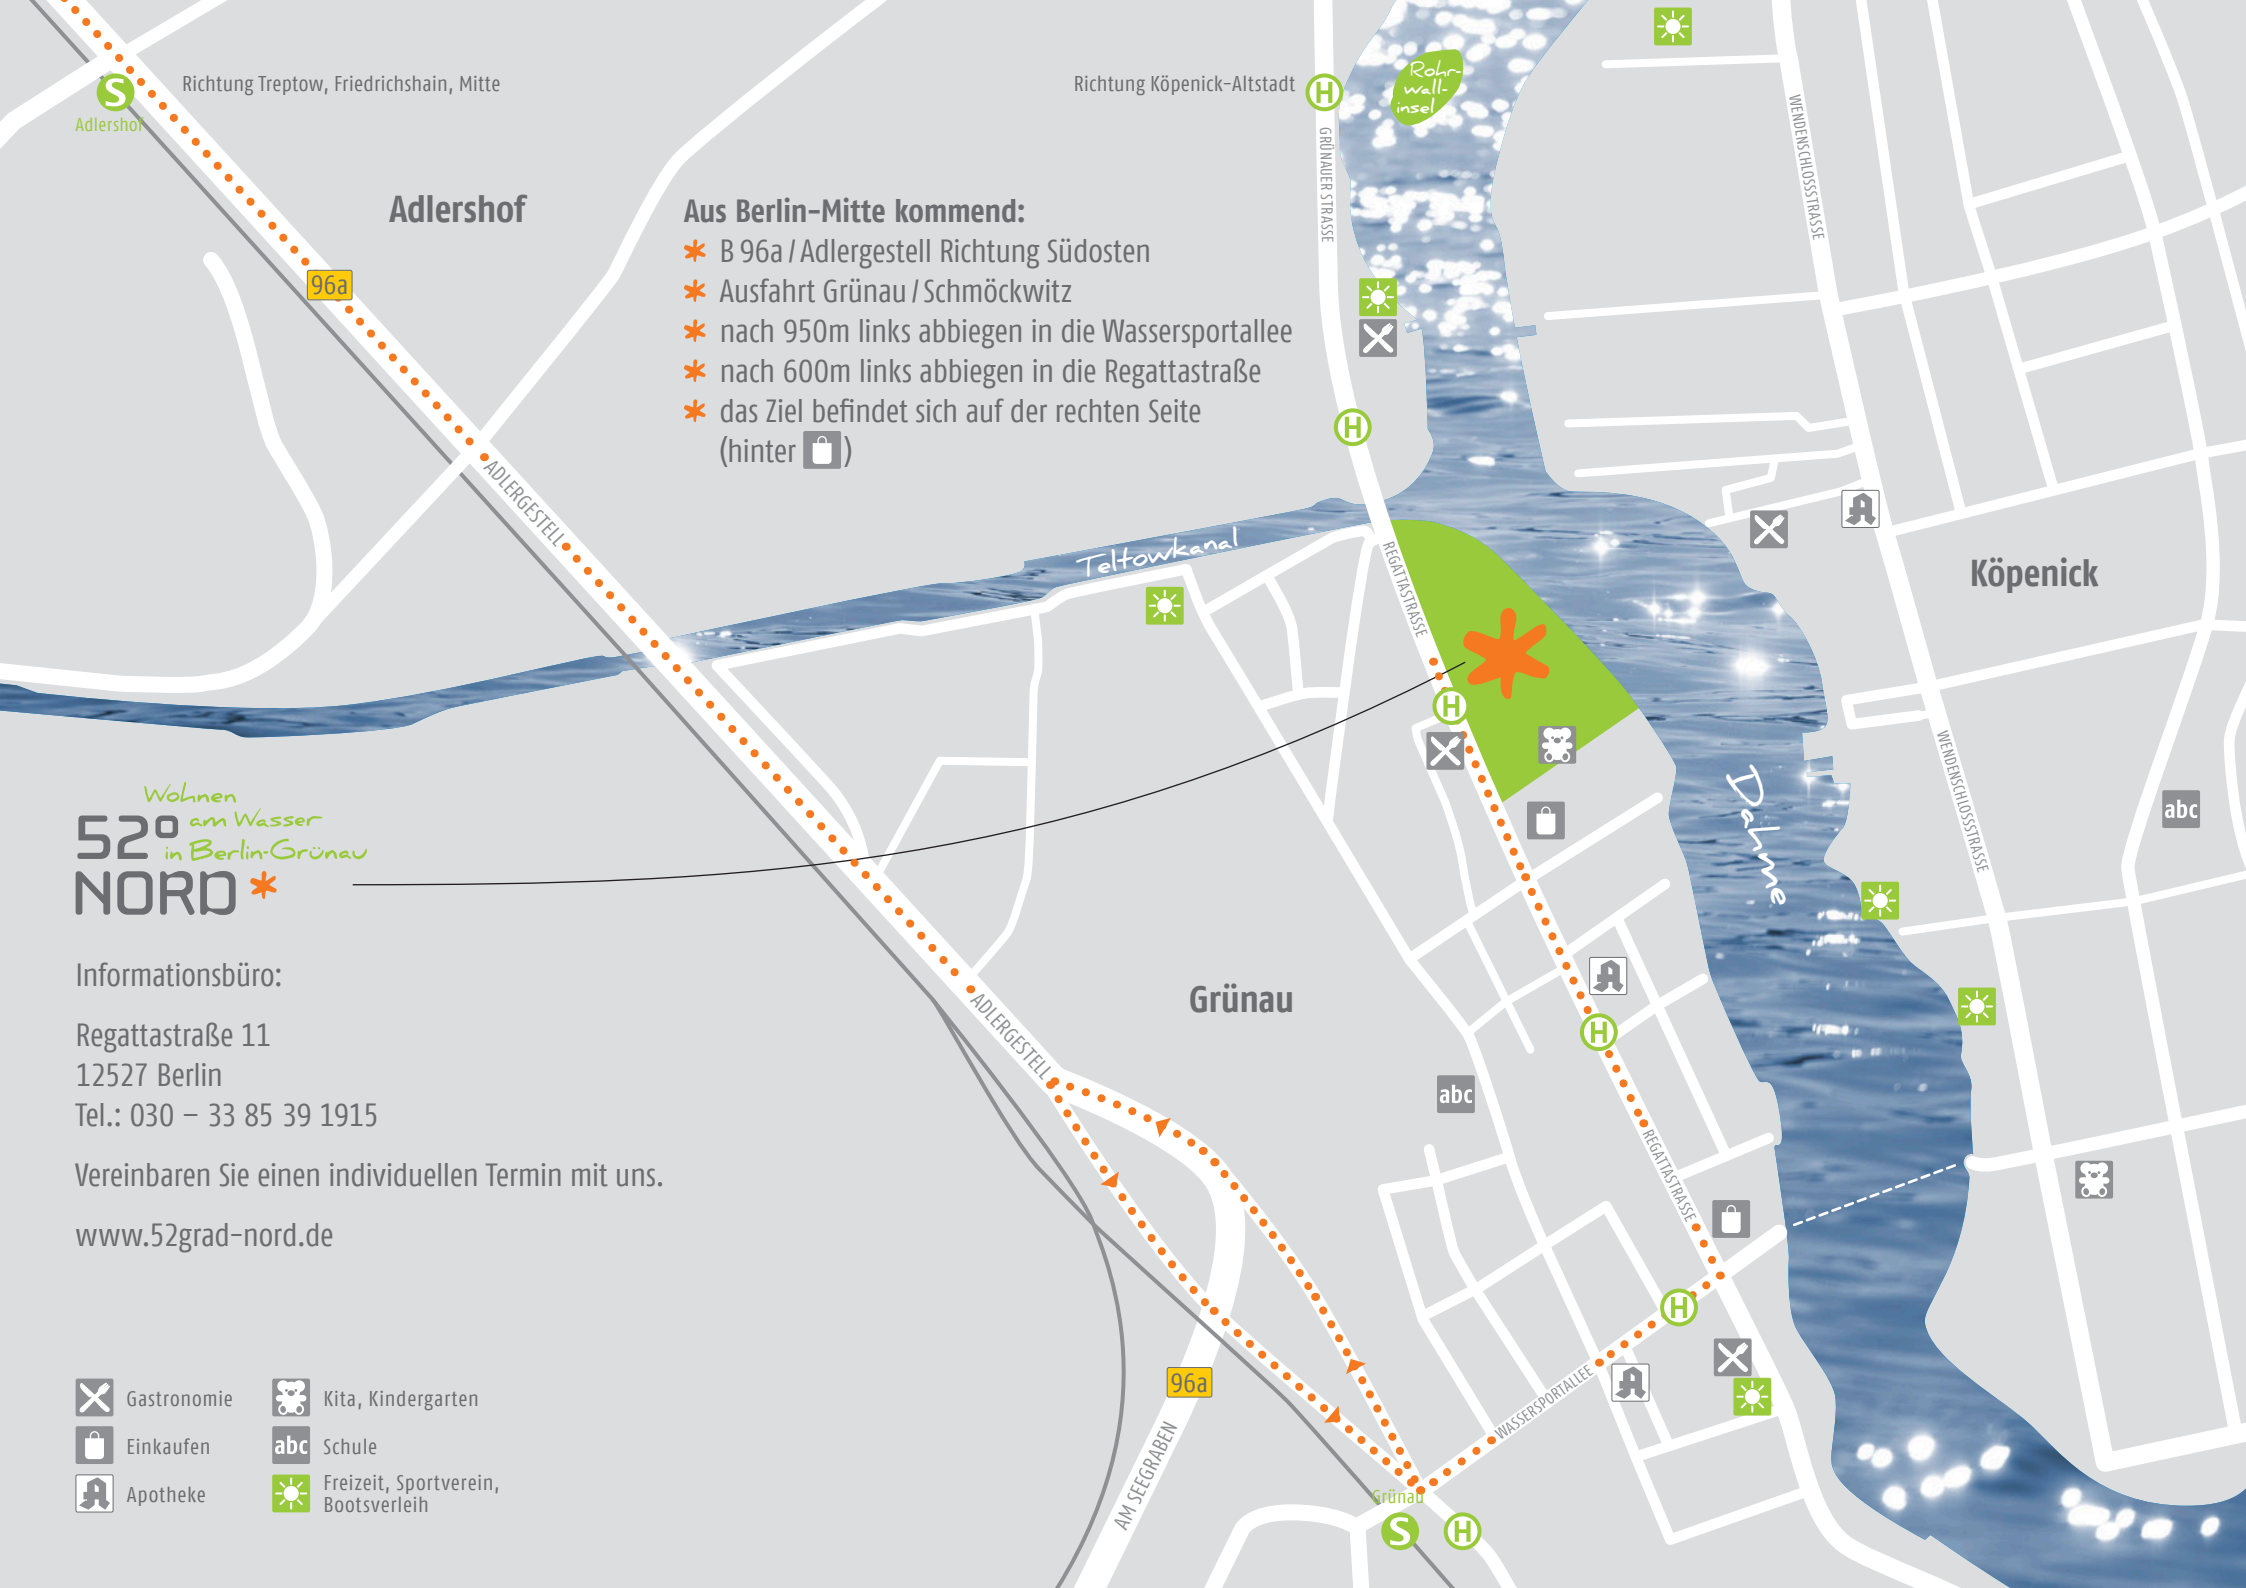 Richtung Treptow, Friedrichshain, Mitte
S
Adlershof
Adlershof
96a
ADLERGESTELL
Richtung Köpenick-Altstadt
H
Rohr-
wall-
insel
GRÜNAUER STRASSE
WENDENSCHLOSSSTRASSE
Aus Berlin-Mitte kommend:
B 96a / Adlergestell Richtung Südosten
Ausfahrt Grünau / Schmöckwitz
nach 950m links abbiegen in die Wassersportallee
nach 600m links abbiegen in die Regattastraße
das Ziel befindet sich auf der rechten Seite
(hinter )
H
Teltowkanal
REGATTASTRASSE
A
Köpenick
H
WENDENSCHLOSSSTRASSE
abc
Dahme
Wohnen
am Wasser
in Berlin-Grünau
52°
NORD
Informationsbüro:
Regattastraße 11
12527 Berlin
Tel.: 030 – 33 85 39 1915
Vereinbaren Sie einen individuellen Termin mit uns.
www.52grad-nord.de
ADLERGESTELL
Grünau
A
H
abc
REGATTASTRASSE
H
96a
AM SEEGRABEN
WASSERSPORTALLEE
A
Grünau
S
H
Gastronomie
Einkaufen
A Apotheke
Kita, Kindergarten
abc Schule
Freizeit, Sportverein,
Bootsverleih